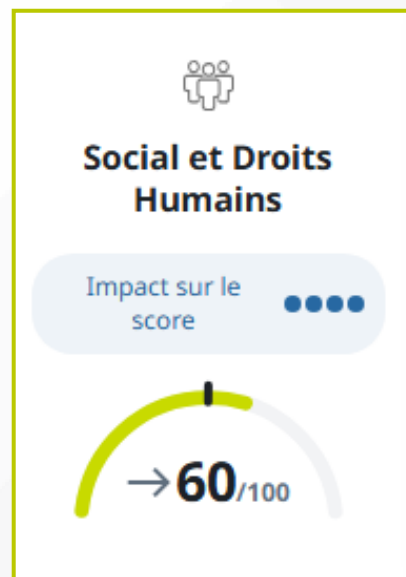 Social et Droits
Humains
Impact sur le
score
→60/100